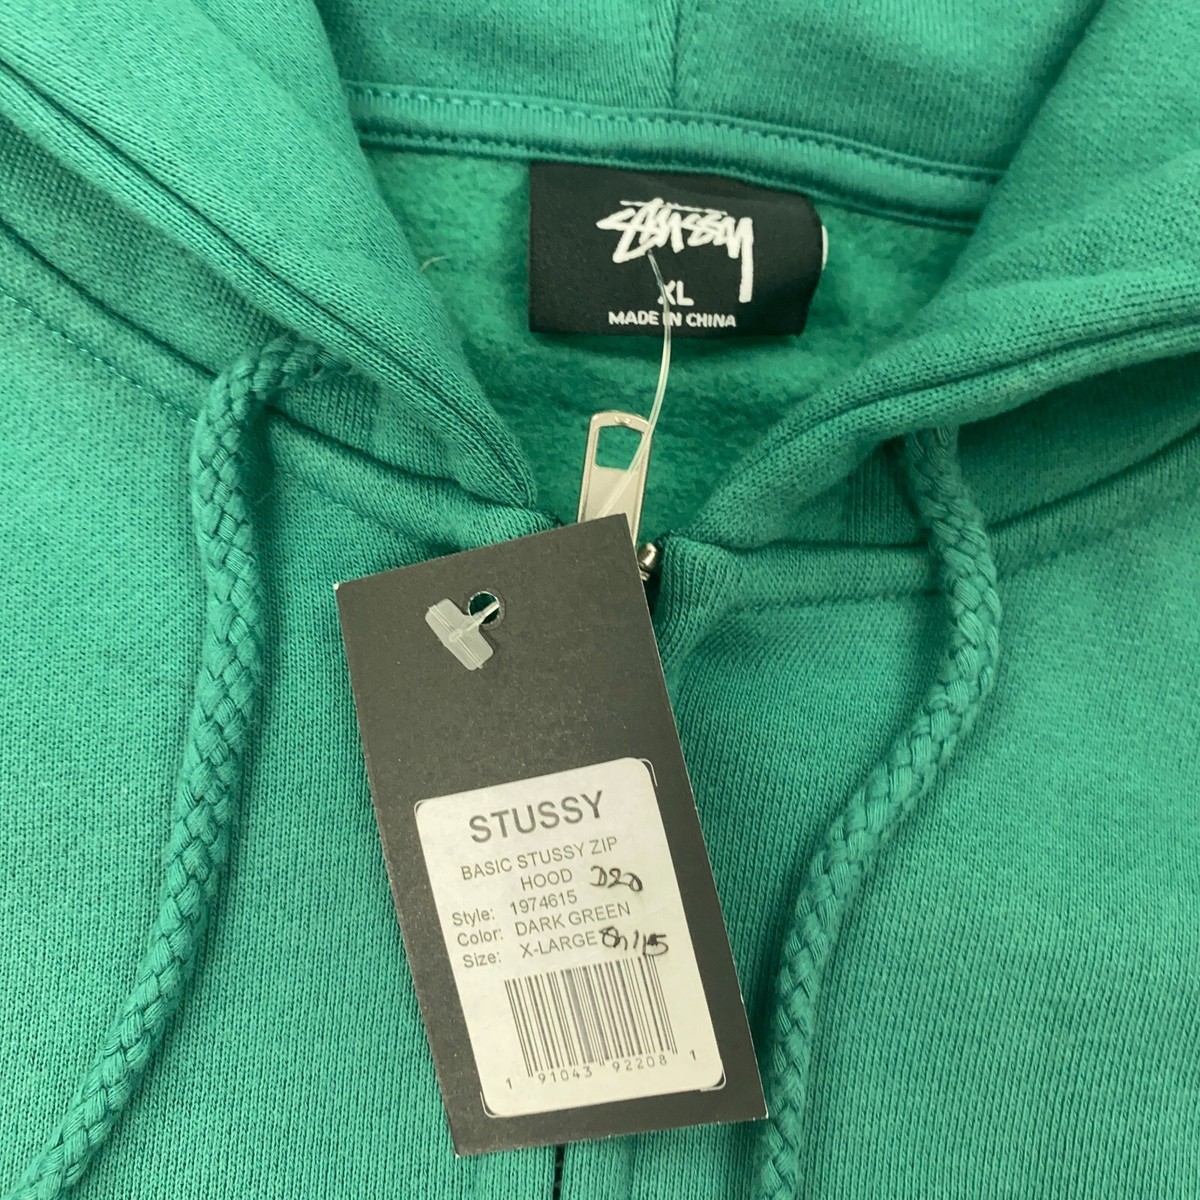 Stüssy
XL
MADE IN CHINA
STUSSY
BASIC STUSSY ZIP
HOOD
Style: 1974615
Color: DARK GREEN
Size: X-LARGE
1 91043 92208 1